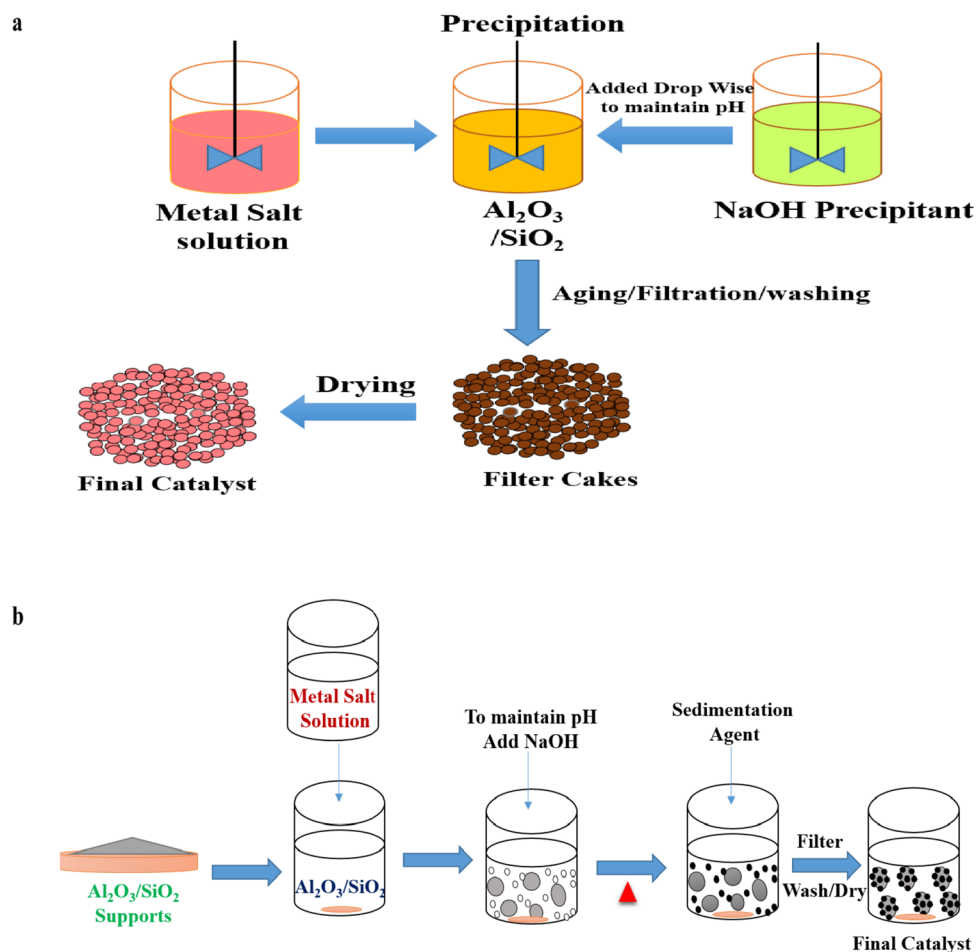 a
Precipitation
Added Drop Wise
to maintain pH
Metal Salt
solution
Al₂O₃
/SiO₂
NaOH Precipitant
Aging/Filtration/washing
Drying
Final Catalyst
Filter Cakes
b
Metal Salt
Solution
To maintain pH
Add NaOH
Sedimentation
Agent
Al₂O₃/SiO₂
Supports
Al₂O₃/SiO₂
Filter
Wash/Dry
Final Catalyst